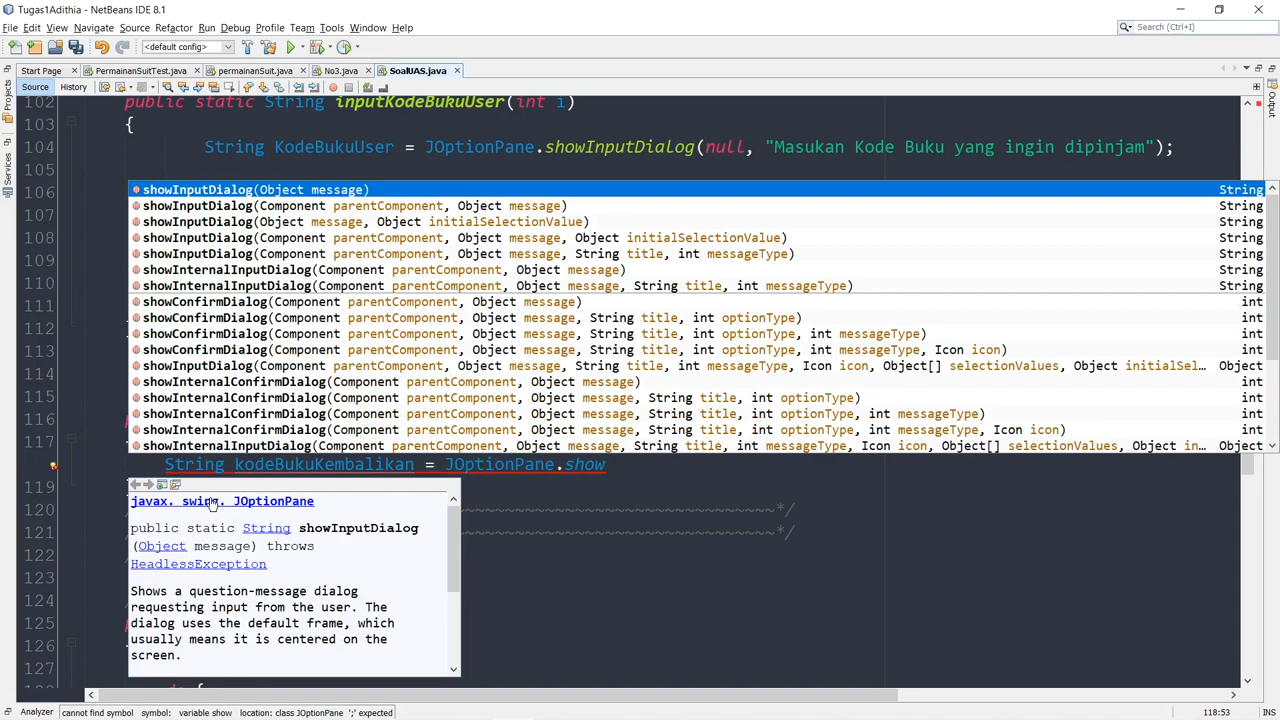 Tugas1Adithia - NetBeans IDE 8.1
File Edit View Navigate Source Refactor Run Debug Profile Team Tools Window Help
Search (Ctrl+I)
<default config>
Start Page PermainanSuitTest.java permainanSuit.java No3.java SoalUAS.java
Source History
Projects
Services
Output
102 public static String inputKodeBukuUser(int i)
103 {
104 String KodeBukuUser = JOptionPane.showInputDialog(null, "Masukan Kode Buku yang ingin dipinjam");
105
106
107
108
109
110
111
112
113
114
115
116
117
showInputDialog(Object message) String
showInputDialog(Component parentComponent, Object message) String
showInputDialog(Object message, Object initialSelectionValue) String
showInputDialog(Component parentComponent, Object message, Object initialSelectionValue) String
showInputDialog(Component parentComponent, Object message, String title, int messageType) String
showInternalInputDialog(Component parentComponent, Object message) String
showInternalInputDialog(Component parentComponent, Object message, String title, int messageType) String
showConfirmDialog(Component parentComponent, Object message) int
showConfirmDialog(Component parentComponent, Object message, String title, int optionType) int
showConfirmDialog(Component parentComponent, Object message, String title, int optionType, int messageType) int
showConfirmDialog(Component parentComponent, Object message, String title, int optionType, int messageType, Icon icon) int
showInputDialog(Component parentComponent, Object message, String title, int messageType, Icon icon, Object[] selectionValues, Object initialSel... Object
showInternalConfirmDialog(Component parentComponent, Object message) int
showInternalConfirmDialog(Component parentComponent, Object message, String title, int optionType) int
showInternalConfirmDialog(Component parentComponent, Object message, String title, int optionType, int messageType) int
showInternalConfirmDialog(Component parentComponent, Object message, String title, int optionType, int messageType, Icon icon) int
showInternalInputDialog(Component parentComponent, Object message, String title, int messageType, Icon icon, Object[] selectionValues, Object in... Object
String kodeBukuKembalikan = JOptionPane.show
119
120 ~~~~~~~~~~~~~~~~~~~~~~~~~~~~~~~*/
121 ~~~~~~~~~~~~~~~~~~~~~~~~~~~~~~~*/
122
123
124
125
126
127
javax. swing. JOptionPane
public static String showInputDialog
(Object message) throws
HeadlessException
Shows a question-message dialog
requesting input from the user. The
dialog uses the default frame, which
usually means it is centered on the
screen.
Analyzer cannot find symbol symbol: variable show location: class JOptionPane ';' expected 118:53 INS